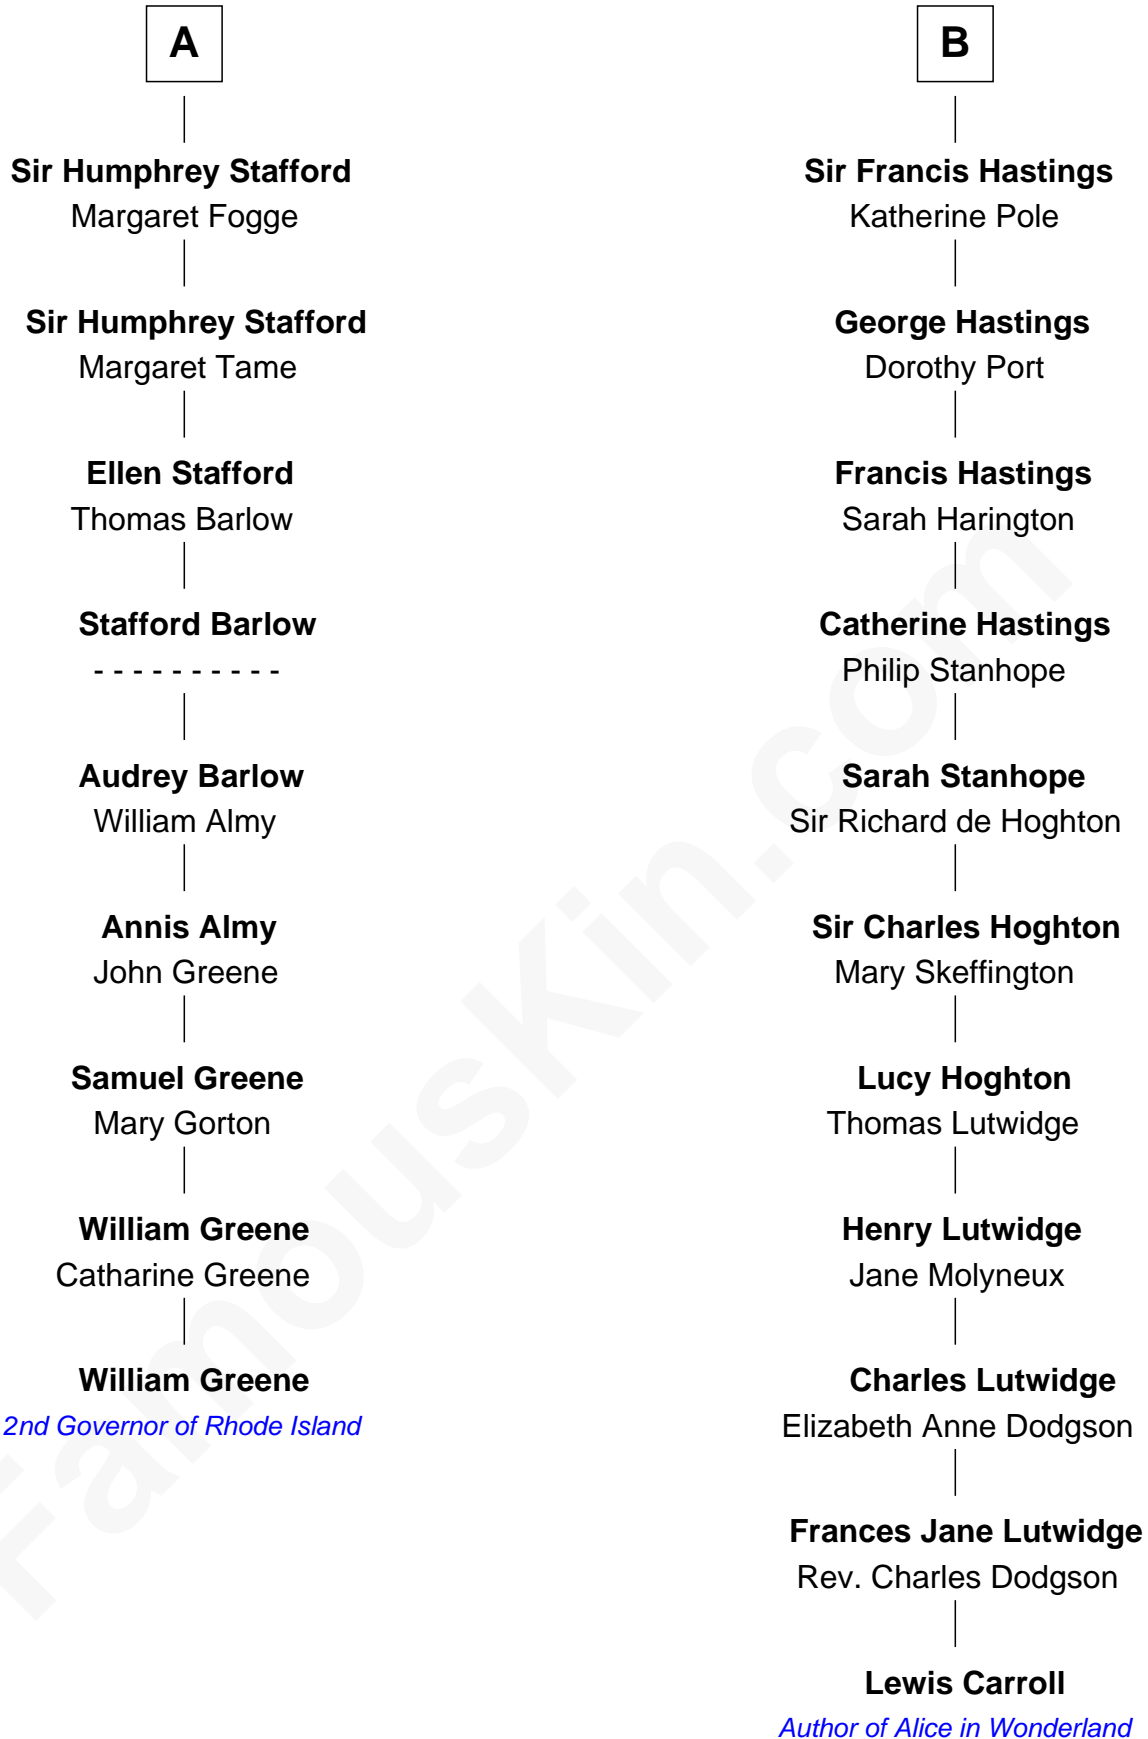 A
Sir Humphrey Stafford
Margaret Fogge
Sir Humphrey Stafford
Margaret Tame
Ellen Stafford
Thomas Barlow
Stafford Barlow
- - - - - - - - - -
Audrey Barlow
William Almy
Annis Almy
John Greene
Samuel Greene
Mary Gorton
William Greene
Catharine Greene
William Greene
2nd Governor of Rhode Island
B
Sir Francis Hastings
Katherine Pole
George Hastings
Dorothy Port
Francis Hastings
Sarah Harington
Catherine Hastings
Philip Stanhope
Sarah Stanhope
Sir Richard de Hoghton
Sir Charles Hoghton
Mary Skeffington
Lucy Hoghton
Thomas Lutwidge
Henry Lutwidge
Jane Molyneux
Charles Lutwidge
Elizabeth Anne Dodgson
Frances Jane Lutwidge
Rev. Charles Dodgson
Lewis Carroll
Author of Alice in Wonderland
FamousKin.com